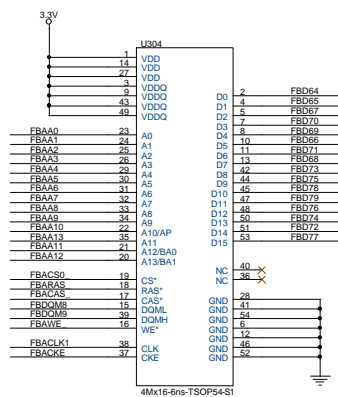 3.3V
U304
1 VDD
14 VDD
27 VDD
3 VDDQ
9 VDDQ D0 2 FBD64
43 VDDQ D1 4 FBD65
49 VDDQ D2 5 FBD67
D3 7 FBD70
FBAA0 23 A0 D4 8 FBD69
FBAA1 24 A1 D5 10 FBD66
FBAA2 25 A2 D6 11 FBD71
FBAA3 26 A3 D7 13 FBD68
FBAA4 29 A4 D8 42 FBD73
FBAA5 30 A5 D9 44 FBD75
FBAA6 31 A6 D10 45 FBD78
FBAA7 32 A7 D11 47 FBD79
FBAA8 33 A8 D12 48 FBD76
FBAA9 34 A9 D13 50 FBD74
FBAA10 22 A10/AP D14 51 FBD72
FBAA13 35 A11 D15 53 FBD77
FBAA11 21 A12/BA0
FBAA12 20 A13/BA1
NC 40
FBACS0_ 19 CS* NC 36
FBARAS_ 18 RAS*
FBACAS_ 17 CAS* GND 28
FBDQM8 15 DQML GND 41
FBDQM9 39 DQMH GND 54
FBAWE_ 16 WE* GND 6
GND 12
FBACLK1 38 CLK GND 46
FBACKE 37 CKE GND 52
4Mx16-6ns-TSOP54-S1